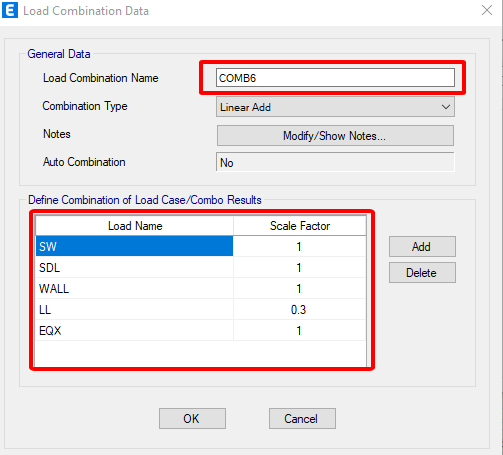 E Load Combination Data
General Data
Load Combination Name COMB6
Combination Type Linear Add
Notes Modify/Show Notes...
Auto Combination No
Define Combination of Load Case/Combo Results
Load Name Scale Factor
SW 1 Add
SDL 1 Delete
WALL 1
LL 0.3
EQX 1
OK Cancel